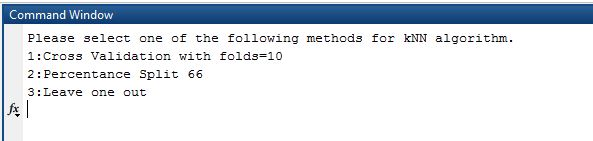 Command Window
Please select one of the following methods for kNN algorithm.
1:Cross Validation with folds=10
2:Percentance Split 66
3:Leave one out
fx